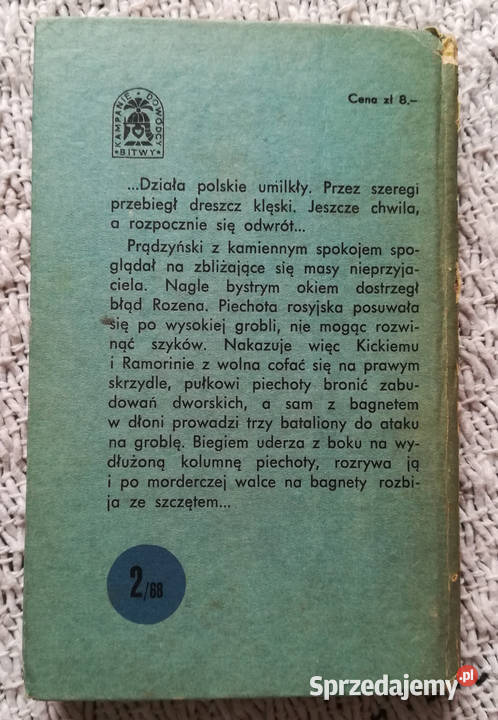 KAMPANIE • DOWÓDCY
• BITWY •
Cena zł 8.–
...Działa polskie umilkły. Przez szeregi
przebiegł dreszcz klęski. Jeszcze chwila,
a rozpocznie się odwrót...
Prądzyński z kamiennym spokojem spo-
glądał na zbliżające się masy nieprzyja-
ciela. Nagle bystrym okiem dostrzegł
błąd Rozena. Piechota rosyjska posuwała
się po wysokiej grobli, nie mogąc rozwi-
nąć szyków. Nakazuje więc Kickiemu
i Ramorinie z wolna cofać się na prawym
skrzydle, pułkowi piechoty bronić zabu-
dowań dworskich, a sam z bagnetem
w dłoni prowadzi trzy bataliony do ataku
na groblę. Biegiem uderza z boku na wy-
dłużoną kolumnę piechoty, rozrywa ją
i po morderczej walce na bagnety rozbi-
ja ze szczętem...
2/68
Sprzedajemy.pl